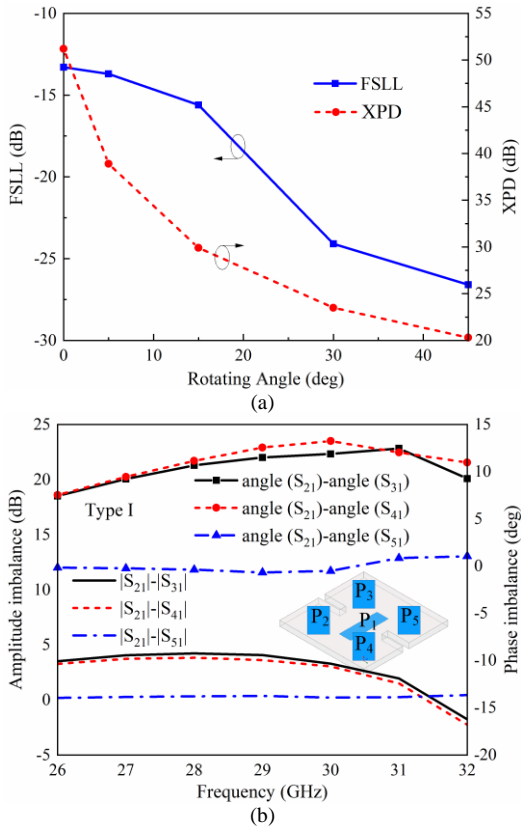 -10
55
FSLL
XPD
50
-15
45
40
-20
35
30
-25
25
-30
20
0
10
20
30
40
FSLL (dB)
XPD (dB)
Rotating Angle (deg)
(a)
25
15
20
10
angle (S21)-angle (S31)
angle (S21)-angle (S41)
angle (S21)-angle (S51)
Type I
15
5
10
0
|S21|-|S31|
|S21|-|S41|
|S21|-|S51|
P3
P2
P1
P5
P4
5
-5
0
-10
-15
-5
-20
26
27
28
29
30
31
32
Amplitude imbalance (dB)
Phase imbalance (deg)
Frequency (GHz)
(b)